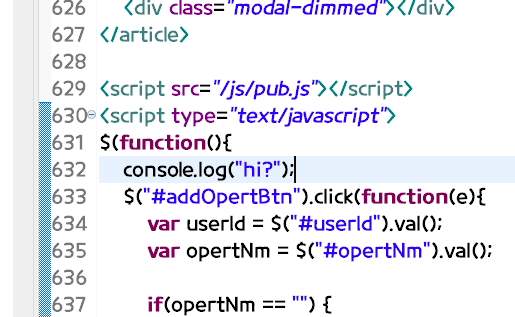 626 <div class="modal-dimmed"></div>
627 </article>
628
629 <script src="/js/pub.js"></script>
630 <script type="text/javascript">
631 $(function(){
632 console.log("hi?");
633 $("#addOpertBtn").click(function(e){
634 var userId = $("#userId").val();
635 var opertNm = $("#opertNm").val();
636
637 if(opertNm == "") {